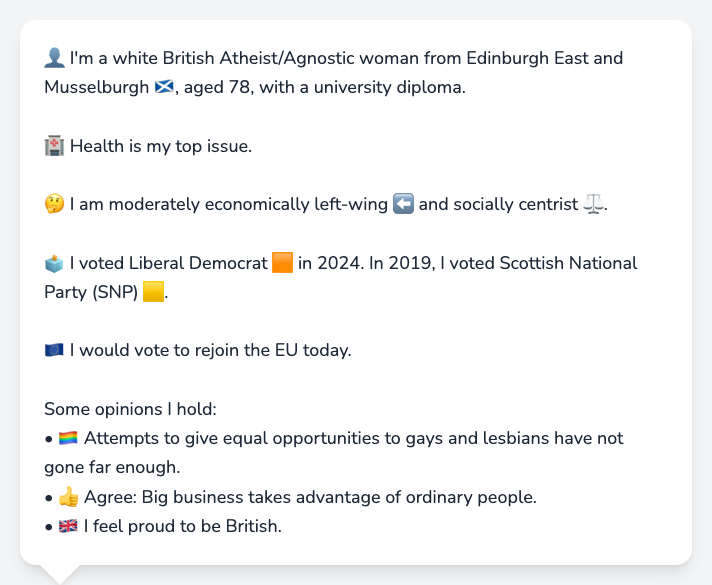 👤 I'm a white British Atheist/Agnostic woman from Edinburgh East and
Musselburgh 🏴󠁧󠁢󠁳󠁣󠁴󠁿, aged 78, with a university diploma.
🏥 Health is my top issue.
🤔 I am moderately economically left-wing ⬅️ and socially centrist ⚖️.
🗳️ I voted Liberal Democrat 🟧 in 2024. In 2019, I voted Scottish National
Party (SNP) 🟨.
🇪🇺 I would vote to rejoin the EU today.
Some opinions I hold:
• 🏳️‍🌈 Attempts to give equal opportunities to gays and lesbians have not
gone far enough.
• 👍 Agree: Big business takes advantage of ordinary people.
• 🇬🇧 I feel proud to be British.